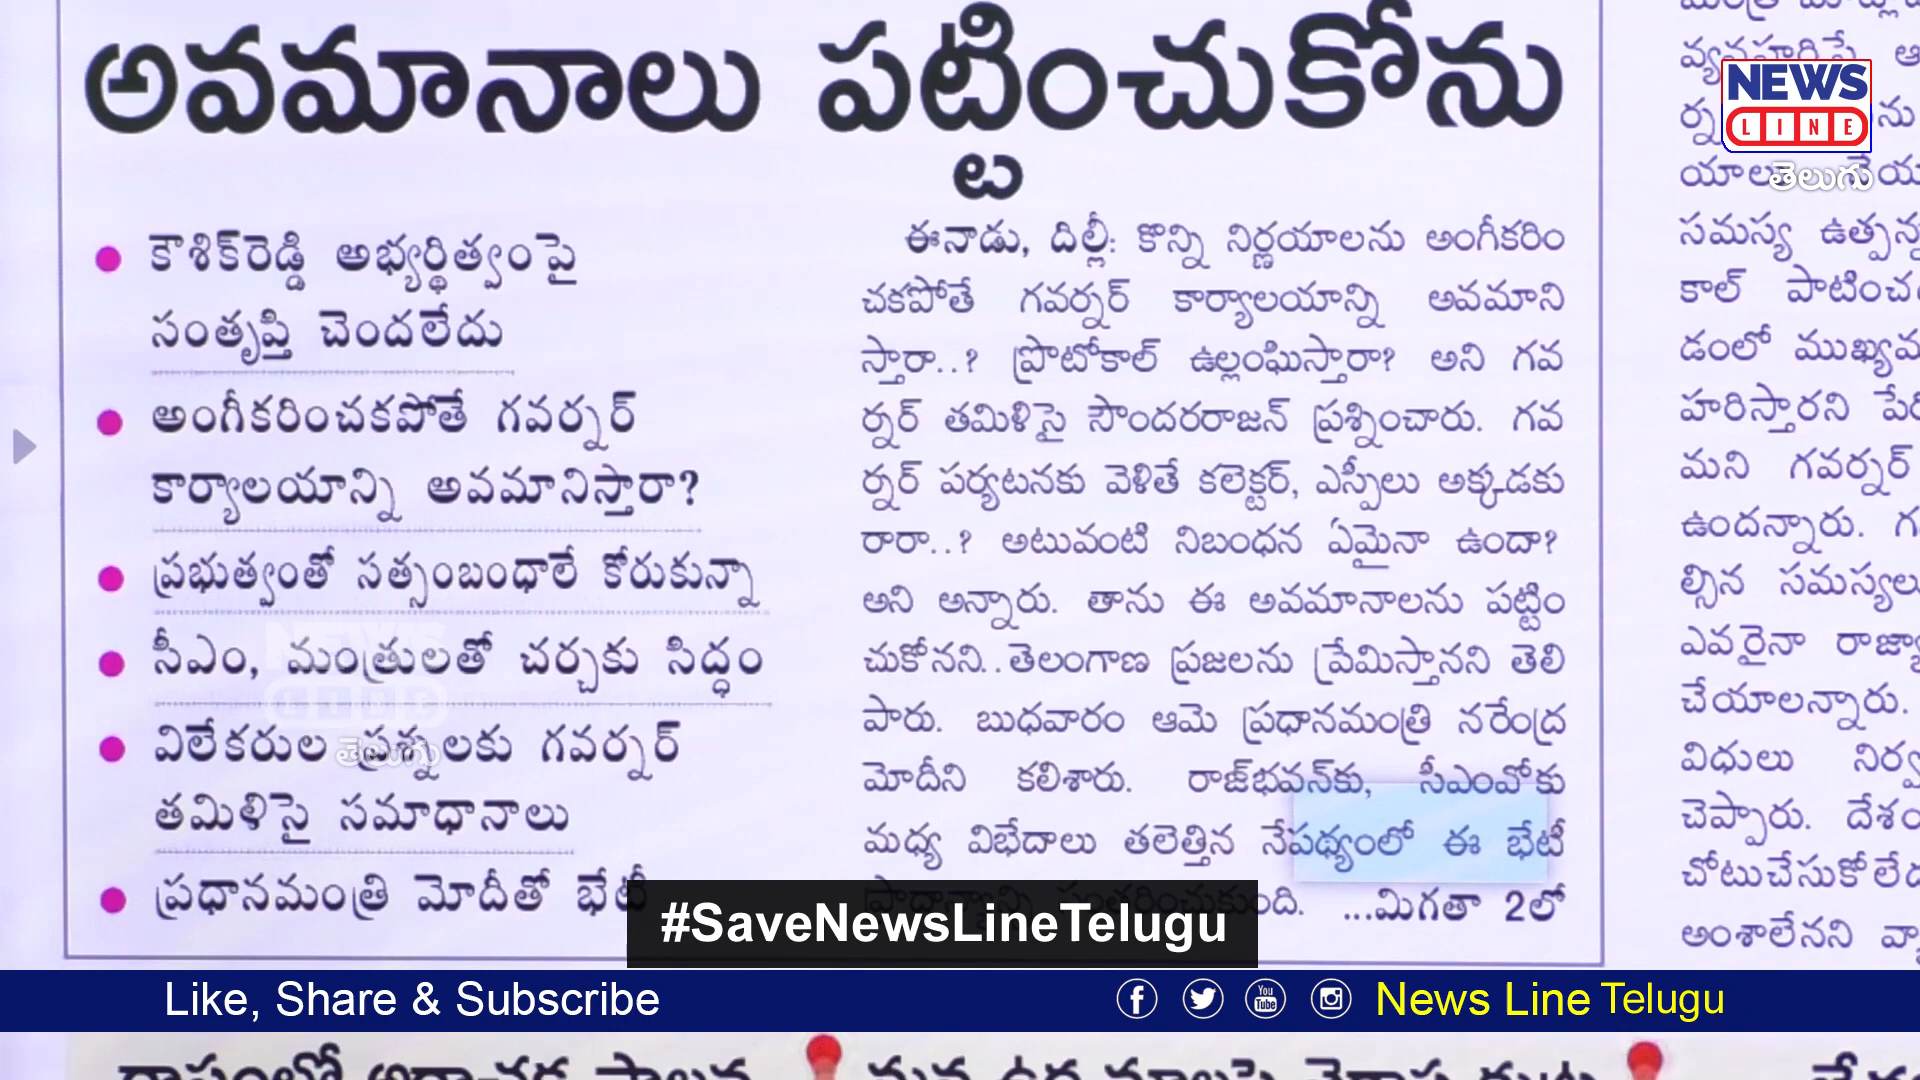 అవమానాలు పట్టించుకోను
• కౌశిక్‌రెడ్డి అభ్యర్థిత్వంపై
సంతృప్తి చెందలేదు
• అంగీకరించకపోతే గవర్నర్
కార్యాలయాన్ని అవమానిస్తారా?
• ప్రభుత్వంతో సత్సంబంధాలే కోరుకున్నా
• సీఎం, మంత్రులతో చర్చకు సిద్ధం
• విలేకరుల ప్రశ్నలకు గవర్నర్
తమిళిసై సమాధానాలు
• ప్రధానమంత్రి మోదీతో భేటీ
ఈనాడు, దిల్లీ: కొన్ని నిర్ణయాలను అంగీకరిం
చకపోతే గవర్నర్ కార్యాలయాన్ని అవమాని
స్తారా..? ప్రొటోకాల్ ఉల్లంఘిస్తారా? అని గవ
ర్నర్ తమిళిసై సౌందరరాజన్ ప్రశ్నించారు. గవ
ర్నర్ పర్యటనకు వెళితే కలెక్టర్, ఎస్పీలు అక్కడకు
రారా..? అటువంటి నిబంధన ఏమైనా ఉందా?
అని అన్నారు. తాను ఈ అవమానాలను పట్టిం
చుకోనని..తెలంగాణ ప్రజలను ప్రేమిస్తానని తెలి
పారు. బుధవారం ఆమె ప్రధానమంత్రి నరేంద్ర
మోదీని కలిశారు. రాజ్‌భవన్‌కు, సీఎంవోకు
మధ్య విభేదాలు తలెత్తిన నేపథ్యంలో ఈ భేటీ
ప్రాధాన్యాన్ని సంతరించుకుంది. ...మిగతా 2లో
సమస్య
కాల్
డంలో
హరిస్తారని
మని గవర్నర్
ఉందన్నారు.
ల్సిన
ఎవరైనా
చేయాలన్నారు.
విధులు
చెప్పారు.
అంశాలేనని
NEWS
LINE
తెలుగు
NEWS
LINE
తెలుగు
#SaveNewsLineTelugu
Like, Share & Subscribe
News Line Telugu